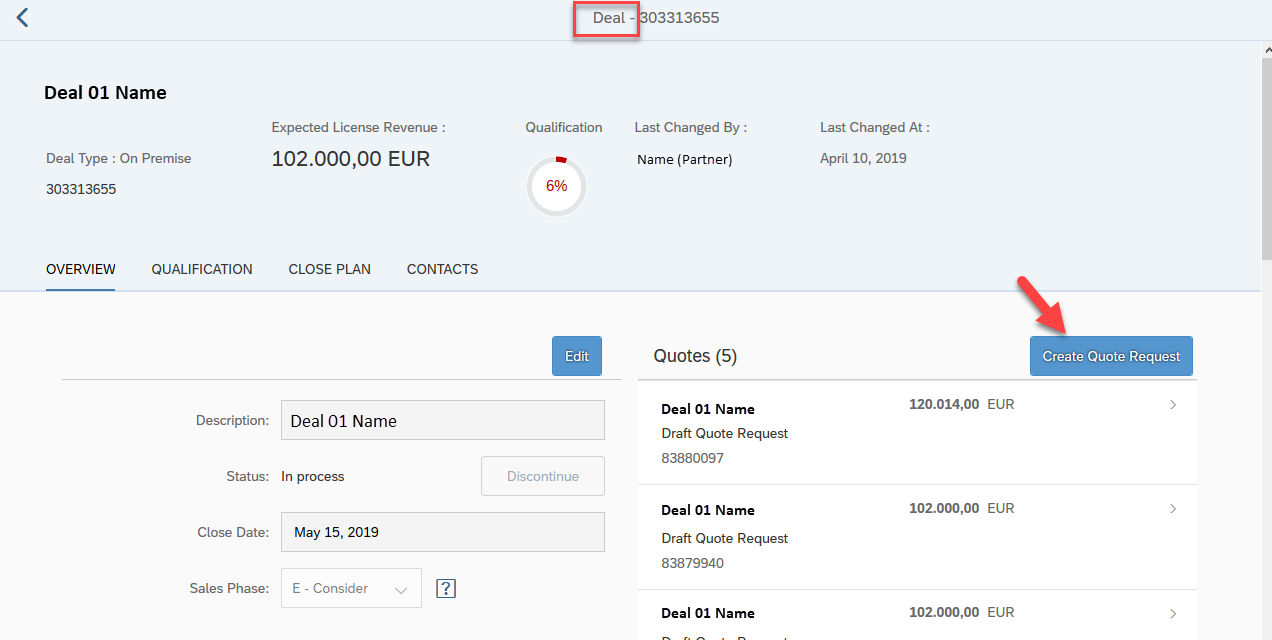 Deal - 303313655
Deal 01 Name
Deal Type : On Premise
303313655
Expected License Revenue :
102.000,00 EUR
Qualification
6%
Last Changed By :
Name (Partner)
Last Changed At :
April 10, 2019
OVERVIEW QUALIFICATION CLOSE PLAN CONTACTS
Edit
Description: Deal 01 Name
Status: In process Discontinue
Close Date: May 15, 2019
Sales Phase: E - Consider ?
Quotes (5) Create Quote Request
Deal 01 Name 120.014,00 EUR
Draft Quote Request
83880097
Deal 01 Name 102.000,00 EUR
Draft Quote Request
83879940
Deal 01 Name 102.000,00 EUR